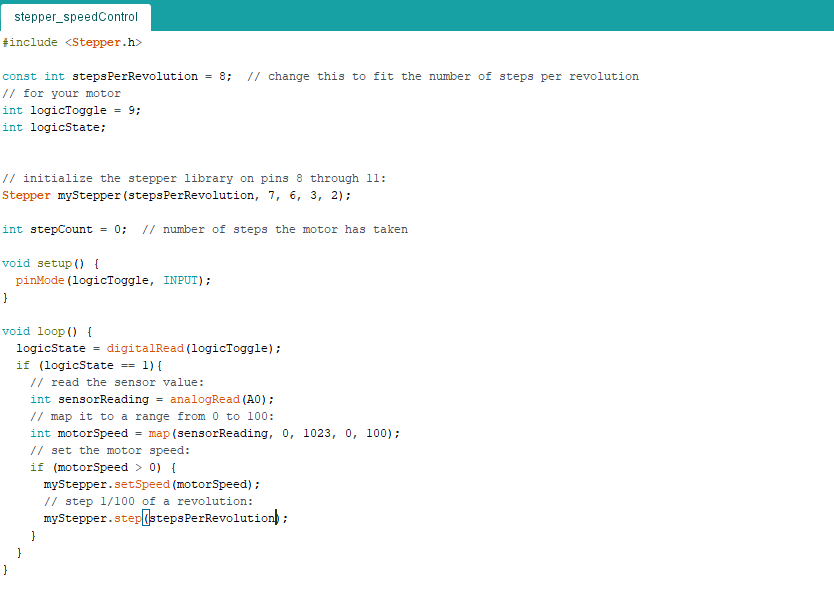 stepper_speedControl
#include <Stepper.h>
const int stepsPerRevolution = 8;  // change this to fit the number of steps per revolution
// for your motor
int logicToggle = 9;
int logicState;
// initialize the stepper library on pins 8 through 11:
Stepper myStepper(stepsPerRevolution, 7, 6, 3, 2);
int stepCount = 0;  // number of steps the motor has taken
void setup() {
  pinMode(logicToggle, INPUT);
}
void loop() {
  logicState = digitalRead(logicToggle);
  if (logicState == 1){
    // read the sensor value:
    int sensorReading = analogRead(A0);
    // map it to a range from 0 to 100:
    int motorSpeed = map(sensorReading, 0, 1023, 0, 100);
    // set the motor speed:
    if (motorSpeed > 0) {
      myStepper.setSpeed(motorSpeed);
      // step 1/100 of a revolution:
      myStepper.step(stepsPerRevolution);
    }
  }
}